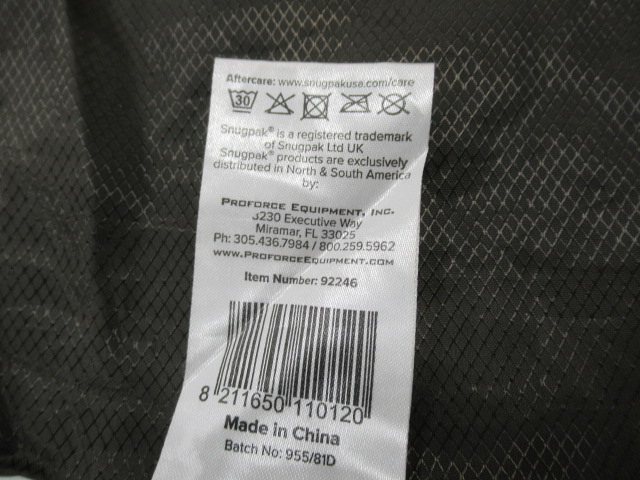 Aftercare: www.snugpakusa.com/care
30
Snugpak® is a registered trademark
of Snugpak Ltd UK
Snugpak® products are exclusively
distributed in North & South America
by:
PROFORCE EQUIPMENT, INC.
3230 Executive Way
Miramar, FL 33025
Ph: 305.436.7984 / 800.259.5962
WWW.PROFORCEEQUIPMENT.COM
Item Number: 92246
8 211650 110120
Made in China
Batch No: 955/81D